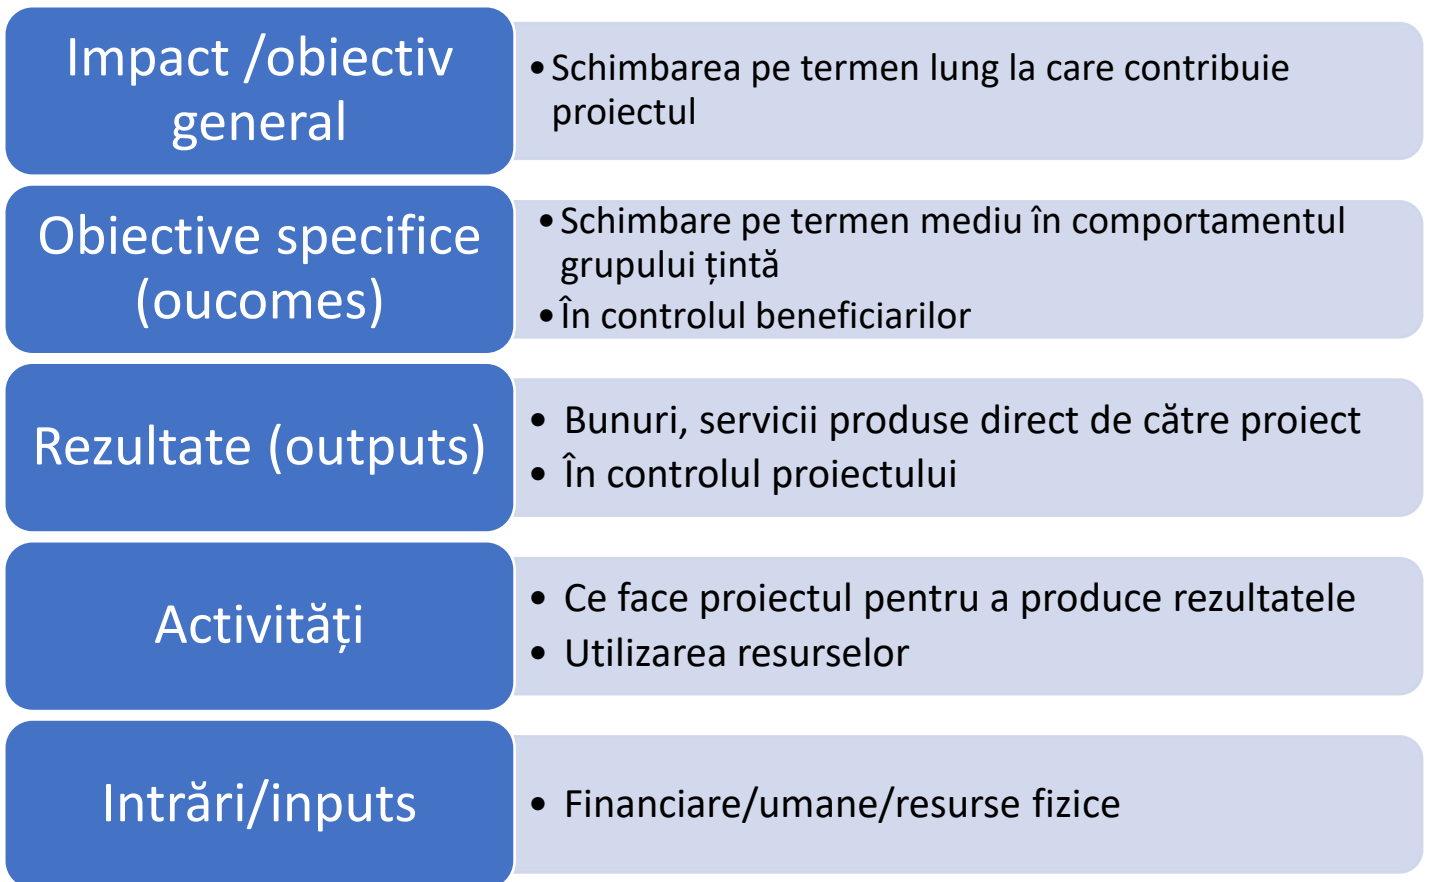 Impact /obiectiv
general
• Schimbarea pe termen lung la care contribuie
proiectul
Obiective specifice
(oucomes)
• Schimbare pe termen mediu în comportamentul
grupului țintă
• În controlul beneficiarilor
Rezultate (outputs)
• Bunuri, servicii produse direct de către proiect
• În controlul proiectului
Activități
• Ce face proiectul pentru a produce rezultatele
• Utilizarea resurselor
Intrări/inputs
• Financiare/umane/resurse fizice